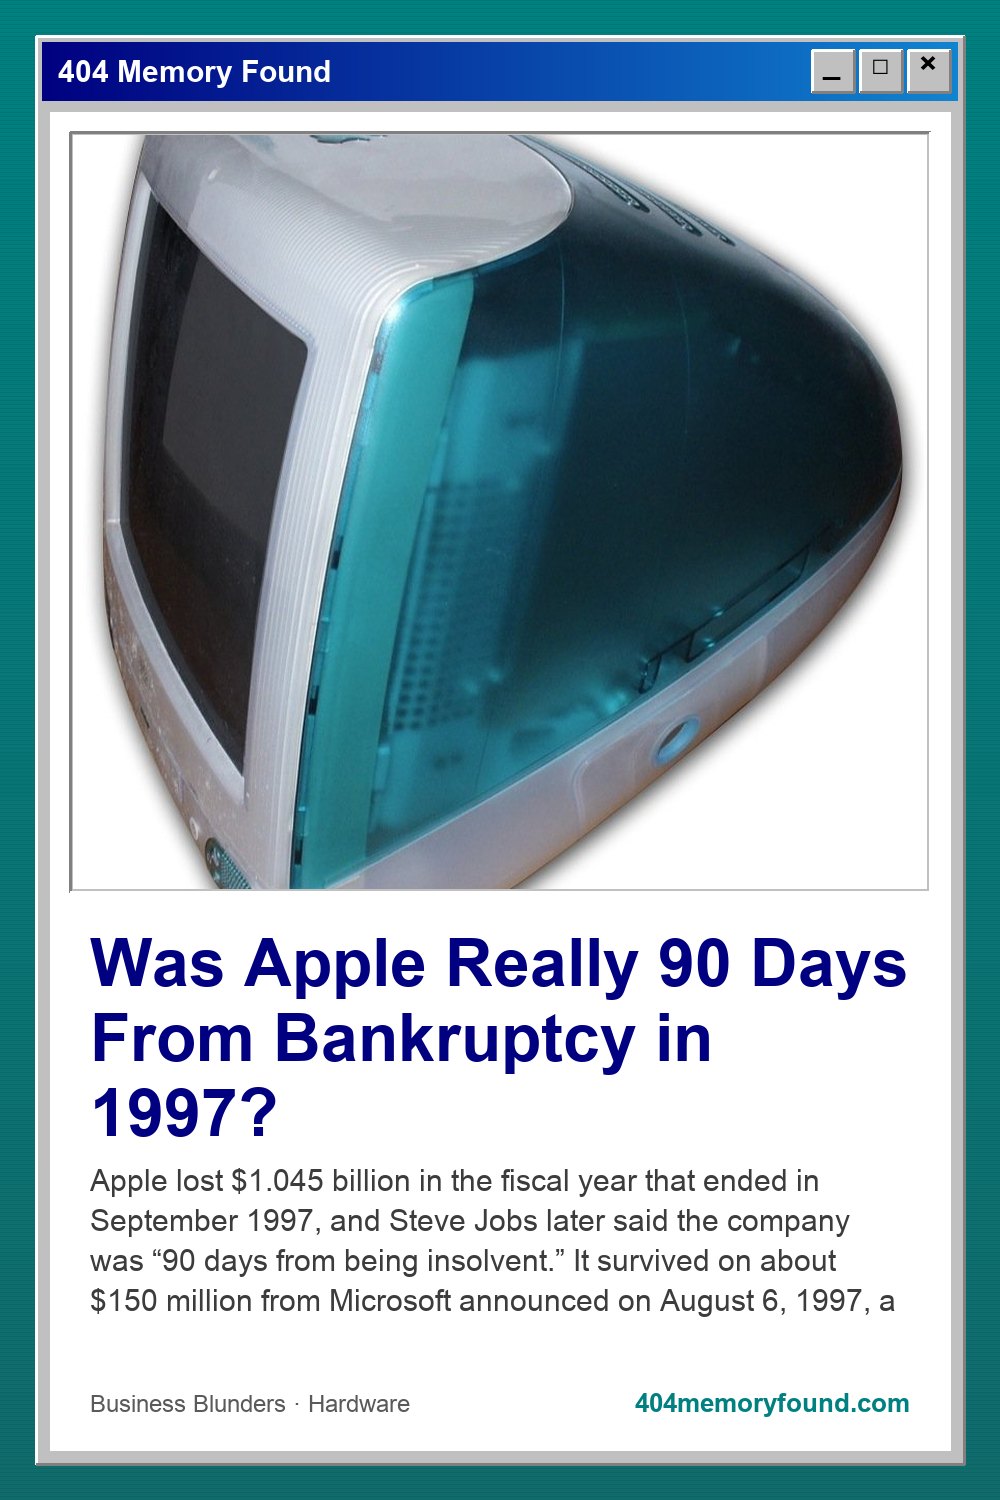 404 Memory Found
Was Apple Really 90 Days
From Bankruptcy in
1997?
Apple lost $1.045 billion in the fiscal year that ended in
September 1997, and Steve Jobs later said the company
was “90 days from being insolvent.” It survived on about
$150 million from Microsoft announced on August 6, 1997, a
Business Blunders · Hardware
404memoryfound.com